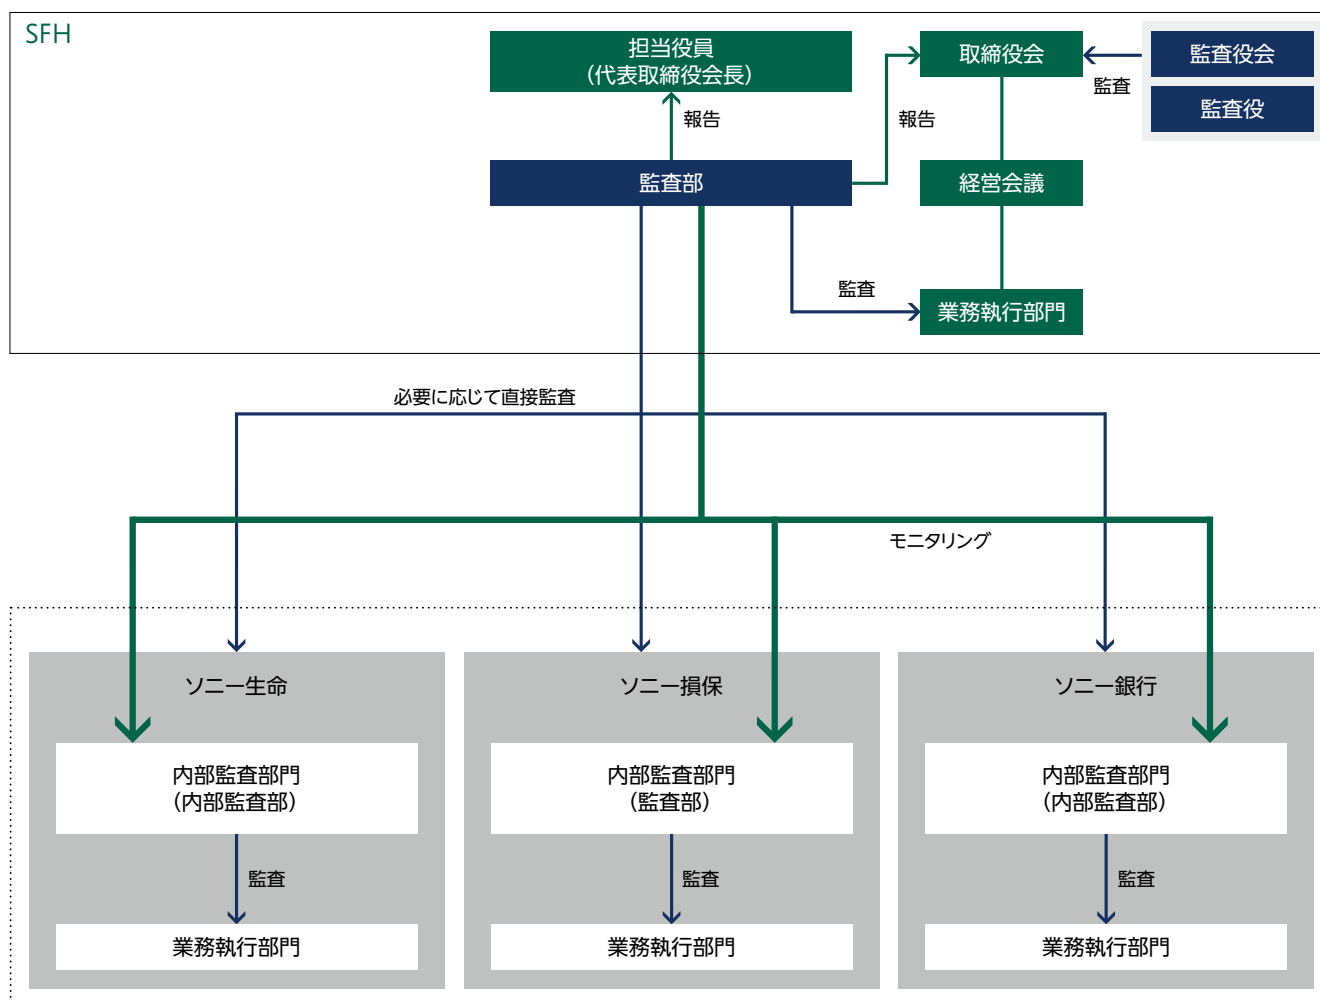 SFH
担当役員
（代表取締役会長）
取締役会
監査役会
監査
監査役
報告
報告
監査部
経営会議
監査
業務執行部門
必要に応じて直接監査
モニタリング
ソニー生命
ソニー損保
ソニー銀行
内部監査部門
（内部監査部）
内部監査部門
（監査部）
内部監査部門
（内部監査部）
監査
監査
監査
業務執行部門
業務執行部門
業務執行部門